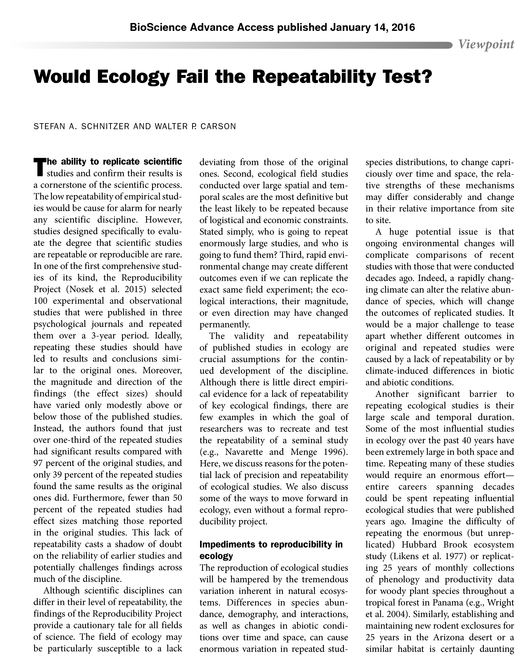 BioScience Advance Access published January 14, 2016
Viewpoint
Would Ecology Fail the Repeatability Test?
STEFAN A. SCHNITZER AND WALTER P. CARSON
The ability to replicate scientific
studies and confirm their results is
a cornerstone of the scientific process.
The low repeatability of empirical stud-
ies would be cause for alarm for nearly
any scientific discipline. However,
studies designed specifically to evalu-
ate the degree that scientific studies
are repeatable or reproducible are rare.
In one of the first comprehensive stud-
ies of its kind, the Reproducibility
Project (Nosek et al. 2015) selected
100 experimental and observational
studies that were published in three
psychological journals and repeated
them over a 3-year period. Ideally,
repeating these studies should have
led to results and conclusions simi-
lar to the original ones. Moreover,
the magnitude and direction of the
findings (the effect sizes) should
have varied only modestly above or
below those of the published studies.
Instead, the authors found that just
over one-third of the repeated studies
had significant results compared with
97 percent of the original studies, and
only 39 percent of the repeated studies
found the same results as the original
ones did. Furthermore, fewer than 50
percent of the repeated studies had
effect sizes matching those reported
in the original studies. This lack of
repeatability casts a shadow of doubt
on the reliability of earlier studies and
potentially challenges findings across
much of the discipline.
Although scientific disciplines can
differ in their level of repeatability, the
findings of the Reproducibility Project
provide a cautionary tale for all fields
of science. The field of ecology may
be particularly susceptible to a lack
deviating from those of the original
ones. Second, ecological field studies
conducted over large spatial and tem-
poral scales are the most definitive but
the least likely to be repeated because
of logistical and economic constraints.
Stated simply, who is going to repeat
enormously large studies, and who is
going to fund them? Third, rapid envi-
ronmental change may create different
outcomes even if we can replicate the
exact same field experiment; the eco-
logical interactions, their magnitude,
or even direction may have changed
permanently.
The validity and repeatability
of published studies in ecology are
crucial assumptions for the contin-
ued development of the discipline.
Although there is little direct empiri-
cal evidence for a lack of repeatability
of key ecological findings, there are
few examples in which the goal of
researchers was to recreate and test
the repeatability of a seminal study
(e.g., Navarette and Menge 1996).
Here, we discuss reasons for the poten-
tial lack of precision and repeatability
of ecological studies. We also discuss
some of the ways to move forward in
ecology, even without a formal repro-
ducibility project.
Impediments to reproducibility in
ecology
The reproduction of ecological studies
will be hampered by the tremendous
variation inherent in natural ecosys-
tems. Differences in species abun-
dance, demography, and interactions,
as well as changes in abiotic condi-
tions over time and space, can cause
enormous variation in repeated stud-
species distributions, to change capri-
ciously over time and space, the rela-
tive strengths of these mechanisms
may differ considerably and change
in their relative importance from site
to site.
A huge potential issue is that
ongoing environmental changes will
complicate comparisons of recent
studies with those that were conducted
decades ago. Indeed, a rapidly chang-
ing climate can alter the relative abun-
dance of species, which will change
the outcomes of replicated studies. It
would be a major challenge to tease
apart whether different outcomes in
original and repeated studies were
caused by a lack of repeatability or by
climate-induced differences in biotic
and abiotic conditions.
Another significant barrier to
repeating ecological studies is their
large scale and temporal duration.
Some of the most influential studies
in ecology over the past 40 years have
been extremely large in both space and
time. Repeating many of these studies
would require an enormous effort—
entire careers spanning decades
could be spent repeating influential
ecological studies that were published
years ago. Imagine the difficulty of
repeating the enormous (but unrep-
licated) Hubbard Brook ecosystem
study (Likens et al. 1977) or replicat-
ing 25 years of monthly collections
of phenology and productivity data
for woody plant species throughout a
tropical forest in Panama (e.g., Wright
et al. 2004). Similarly, establishing and
maintaining new rodent exclosures for
25 years in the Arizona desert or a
similar habitat is certainly daunting